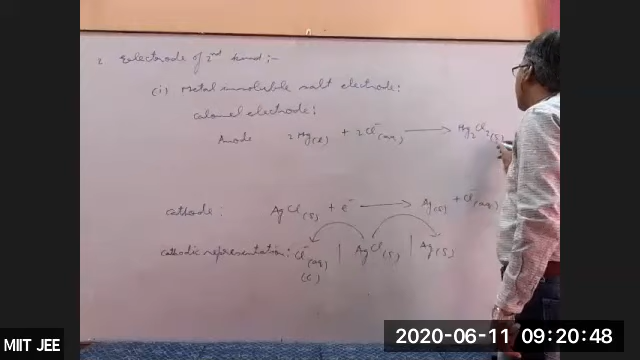 2. Electrode of 2nd kind :-
(i) Metal insoluble salt electrode:
Calomel electrode:
Anode 2Hg(l) + 2Cl⁻(aq) ⟶ Hg₂Cl₂(s)
cathode: AgCl(s) + e⁻ ⟶ Ag(s) + Cl⁻(aq)
cathodic representation: Cl⁻(aq) | AgCl(s) | Ag(s)
(C)
MIIT JEE
2020-06-11 09:20:48